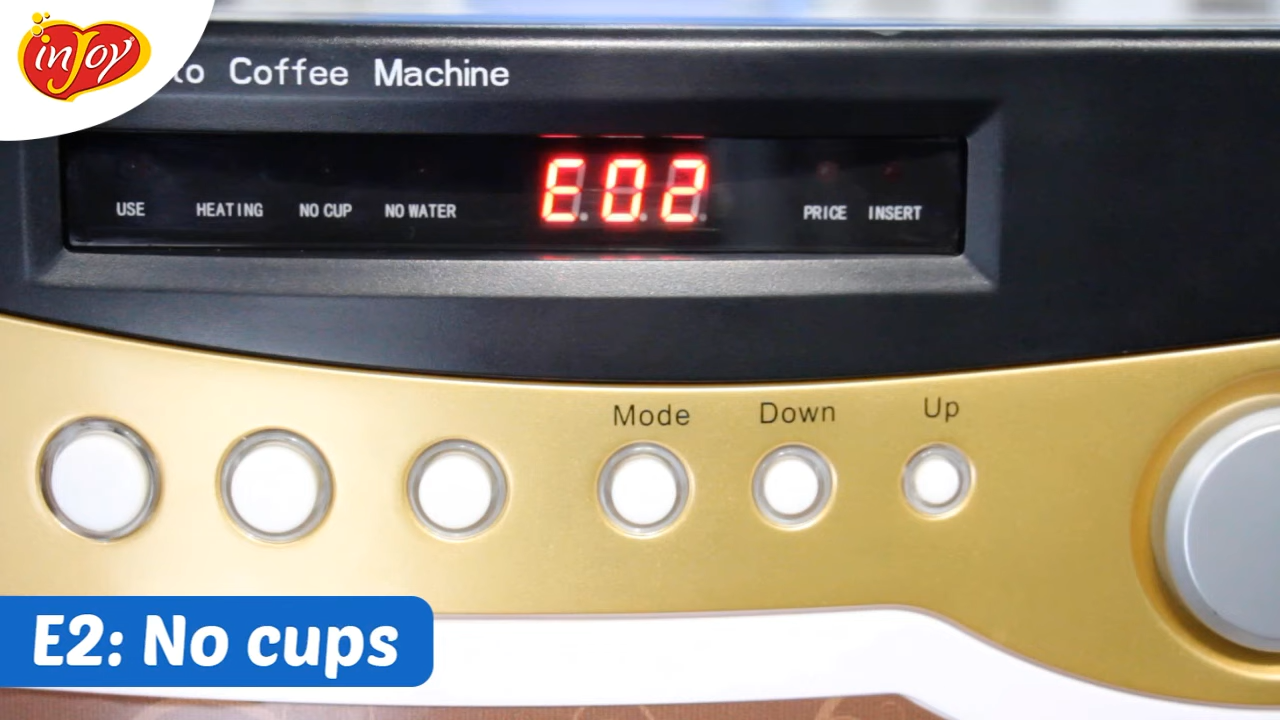 inJoy
to Coffee Machine
E02
USE HEATING NO CUP NO WATER PRICE INSERT
Mode Down Up
E2: No cups